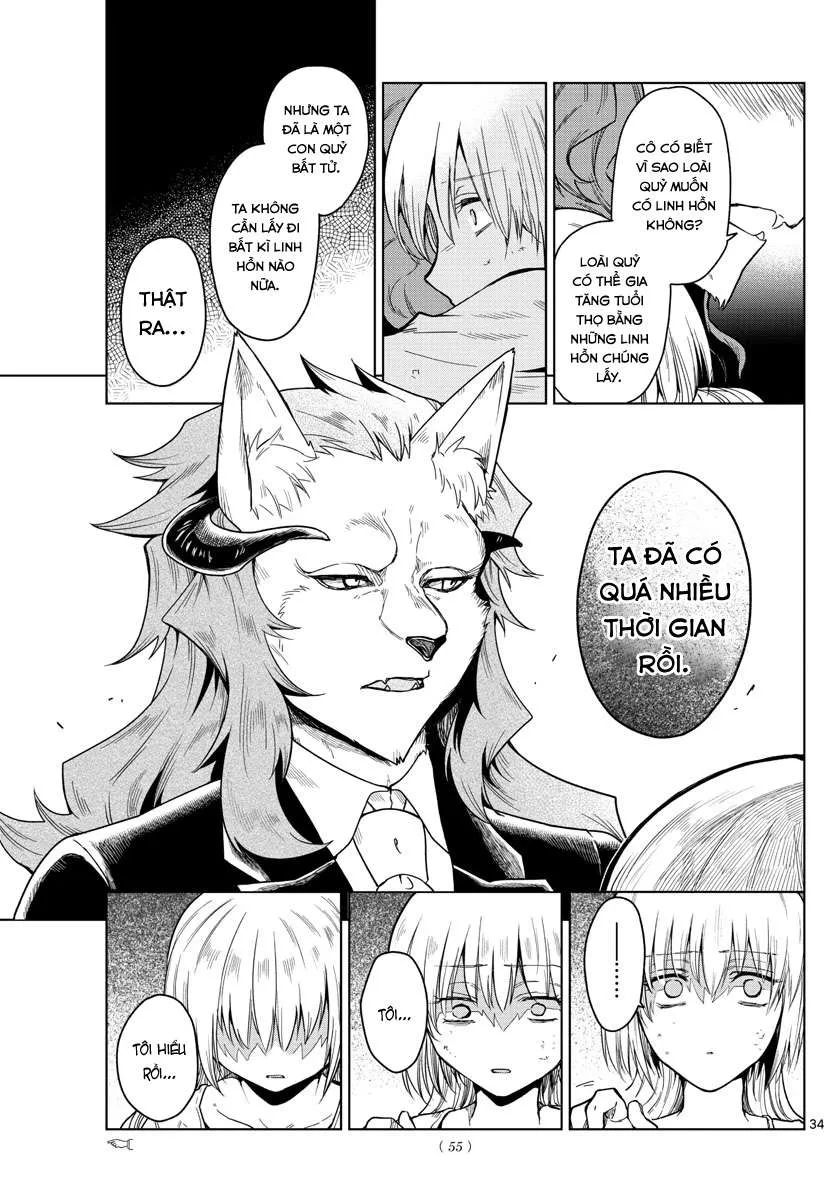 CÔ CÓ BIẾT
VÌ SAO LOÀI
QUỶ MUỐN
CÓ LINH HỒN
KHÔNG?
LOÀI QUỶ
CÓ THỂ GIA
TĂNG TUỔI
THỌ BẰNG
NHỮNG LINH
HỒN CHÚNG
LẤY.
NHƯNG TA
ĐÃ LÀ MỘT
CON QUỶ
BẤT TỬ.
TA KHÔNG
CẦN LẤY ĐI
BẤT KÌ LINH
HỒN NÀO
NỮA.
THẬT
RA...
TA ĐÃ CÓ
QUÁ NHIỀU
THỜI GIAN
RỒI.
..........
TÔI...
TÔI HIỂU
RỒI...
( 55 )
34